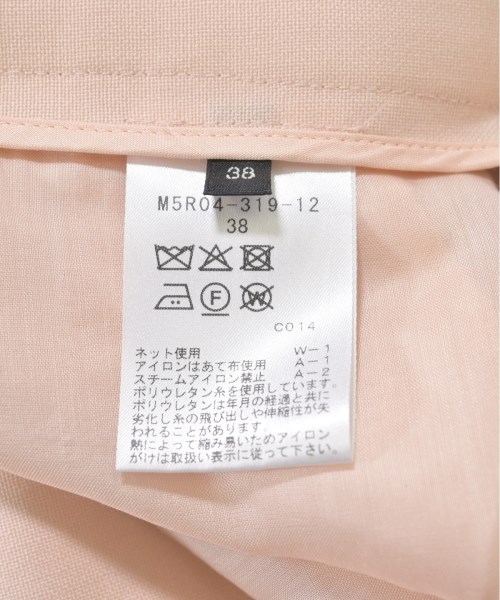 38
M5R04-319-12
38
F
W
C014
ネット使用 W-1
アイロンはあて布使用 A-1
スチームアイロン禁止 A-2
ポリウレタン糸を使用しています。
ポリウレタンは年月の経過と共に
劣化し糸の飛び出しや伸縮性が失
われることがあります。
熱によって縮み易いためアイロン
がけは取扱い表示に従って下さい。